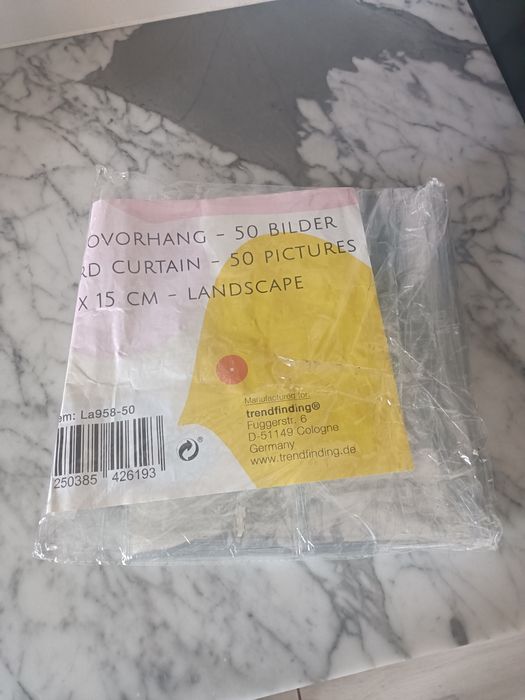 OVORHANG - 50 BILDER
RD CURTAIN - 50 PICTURES
X 15 CM - LANDSCAPE
em: La958-50
250385 426193
Manufactured for:
trendfinding®
Fuggerstr. 6
D-51149 Cologne
Germany
www.trendfinding.de